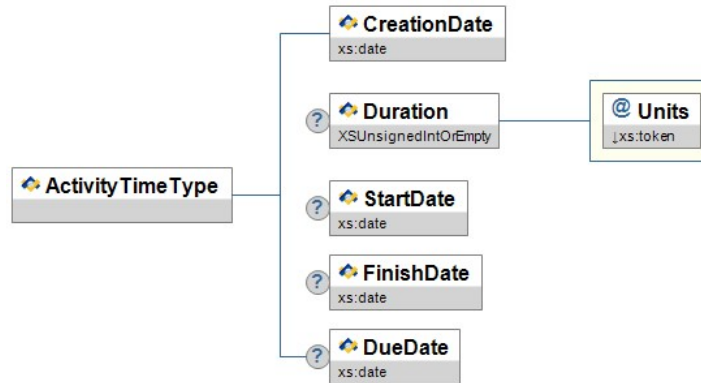 CreationDate
xs:date
? Duration
XSUnsignedIntOrEmpty
@ Units
↓xs:token
ActivityTimeType
? StartDate
xs:date
? FinishDate
xs:date
? DueDate
xs:date